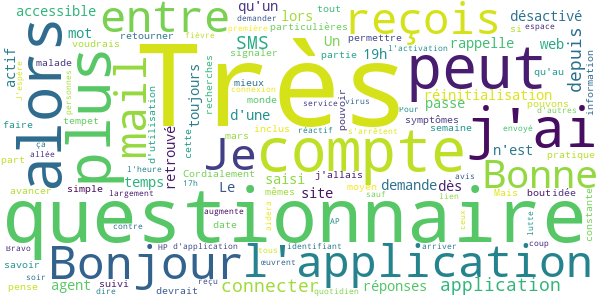 accessible entre qu'un lors tout reçois désactivé
demander particulières si espace
mot retourner fièvre première SMS Un permettre l'activation web depuis
voudrais signaler partie 19h rappelle qu'au information
actif J'espère malade alors plus mail Très peut
personnes d'utilisation toujours recherches mieux monde réinitialisation
connexion service virus pouvoir Pour passe pouvons d'autres
faire ça tempet cette d'une réactif s'arrêtent symptômes envoyé j'ai
part allée l'heure retrouvé mars inclus semaine n'est pratique
Cordialement j'allais Je compte avis Bonne
avancer simple temps 17h Le saisi mêmes site moyen demande dès lien Mais boutidée constante
largement sauf
questionnaire
augmente date aidera AP ceux lutte
Bravo contre HP d'application tous identifiant arriver coup
savoir Bonjour l'application
soir agent suivi reçu œuvrent connecter réponses application
pense dire devrait quotidien